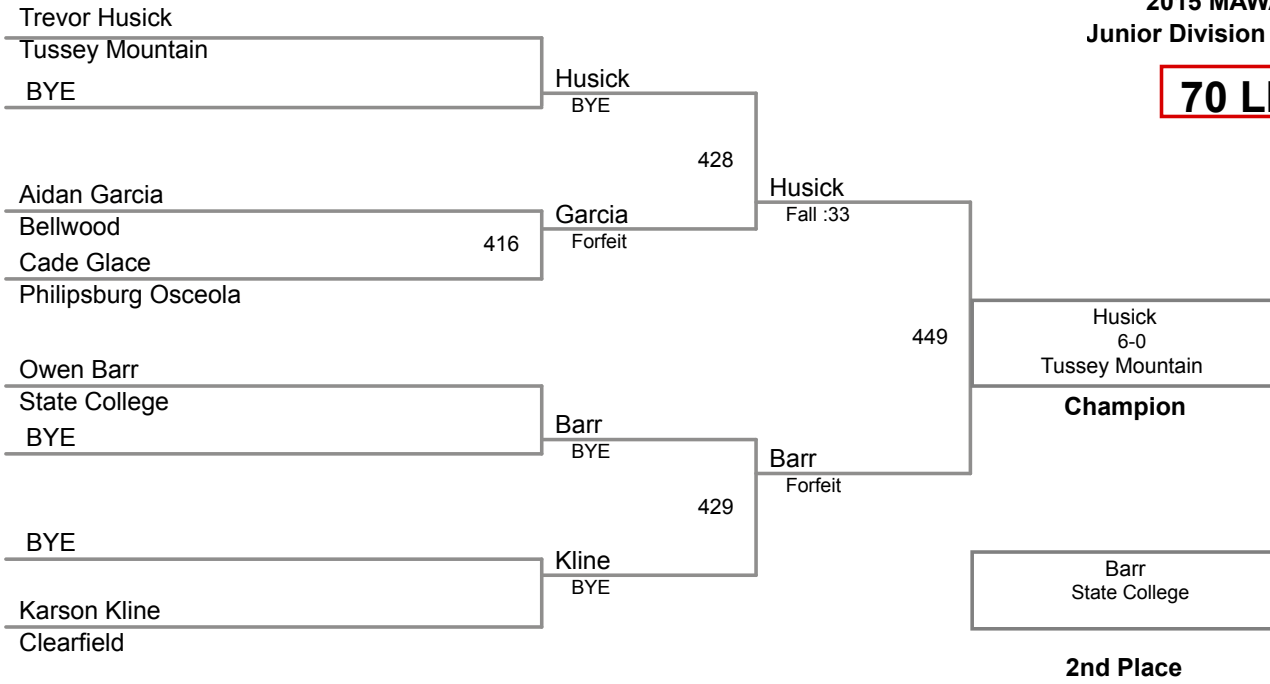 2015
Junior Division
70
Trevor Husick
Tussey Mountain
BYE
Husick
BYE
428
Aidan Garcia
Bellwood
416
Cade Glace
Philipsburg Osceola
Garcia
Forfeit
Husick
Fall :33
449
Husick
6-0
Tussey Mountain
Champion
Owen Barr
State College
BYE
Barr
BYE
429
Barr
Forfeit
BYE
Karson Kline
Clearfield
Kline
BYE
Barr
State College
2nd Place